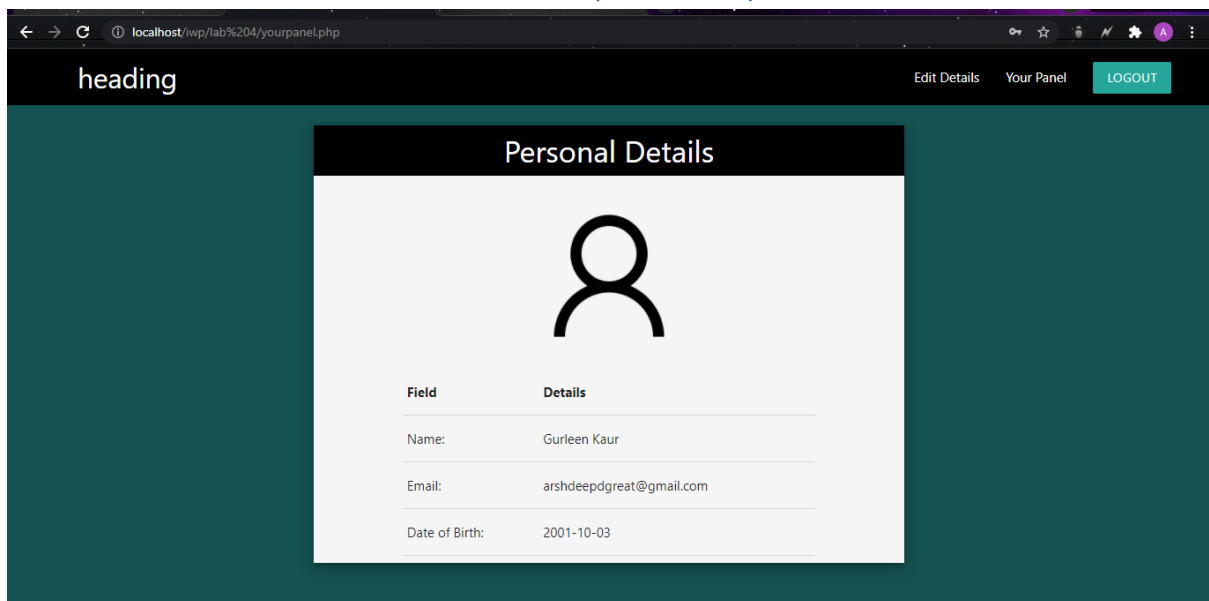 localhost/iwp/lab%204/yourpanel.php
A
heading
Edit Details Your Panel LOGOUT
Personal Details
Field Details
Name: Gurleen Kaur
Email: arshdeepdgreat@gmail.com
Date of Birth: 2001-10-03